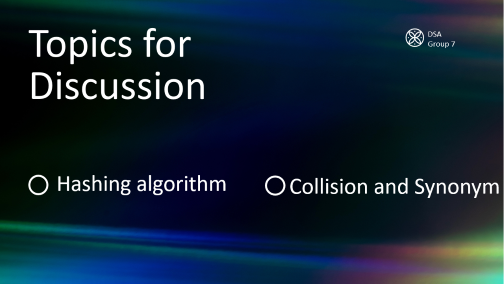 Topics for
Discussion
DSA
Group 7
Hashing algorithm
Collision and Synonym